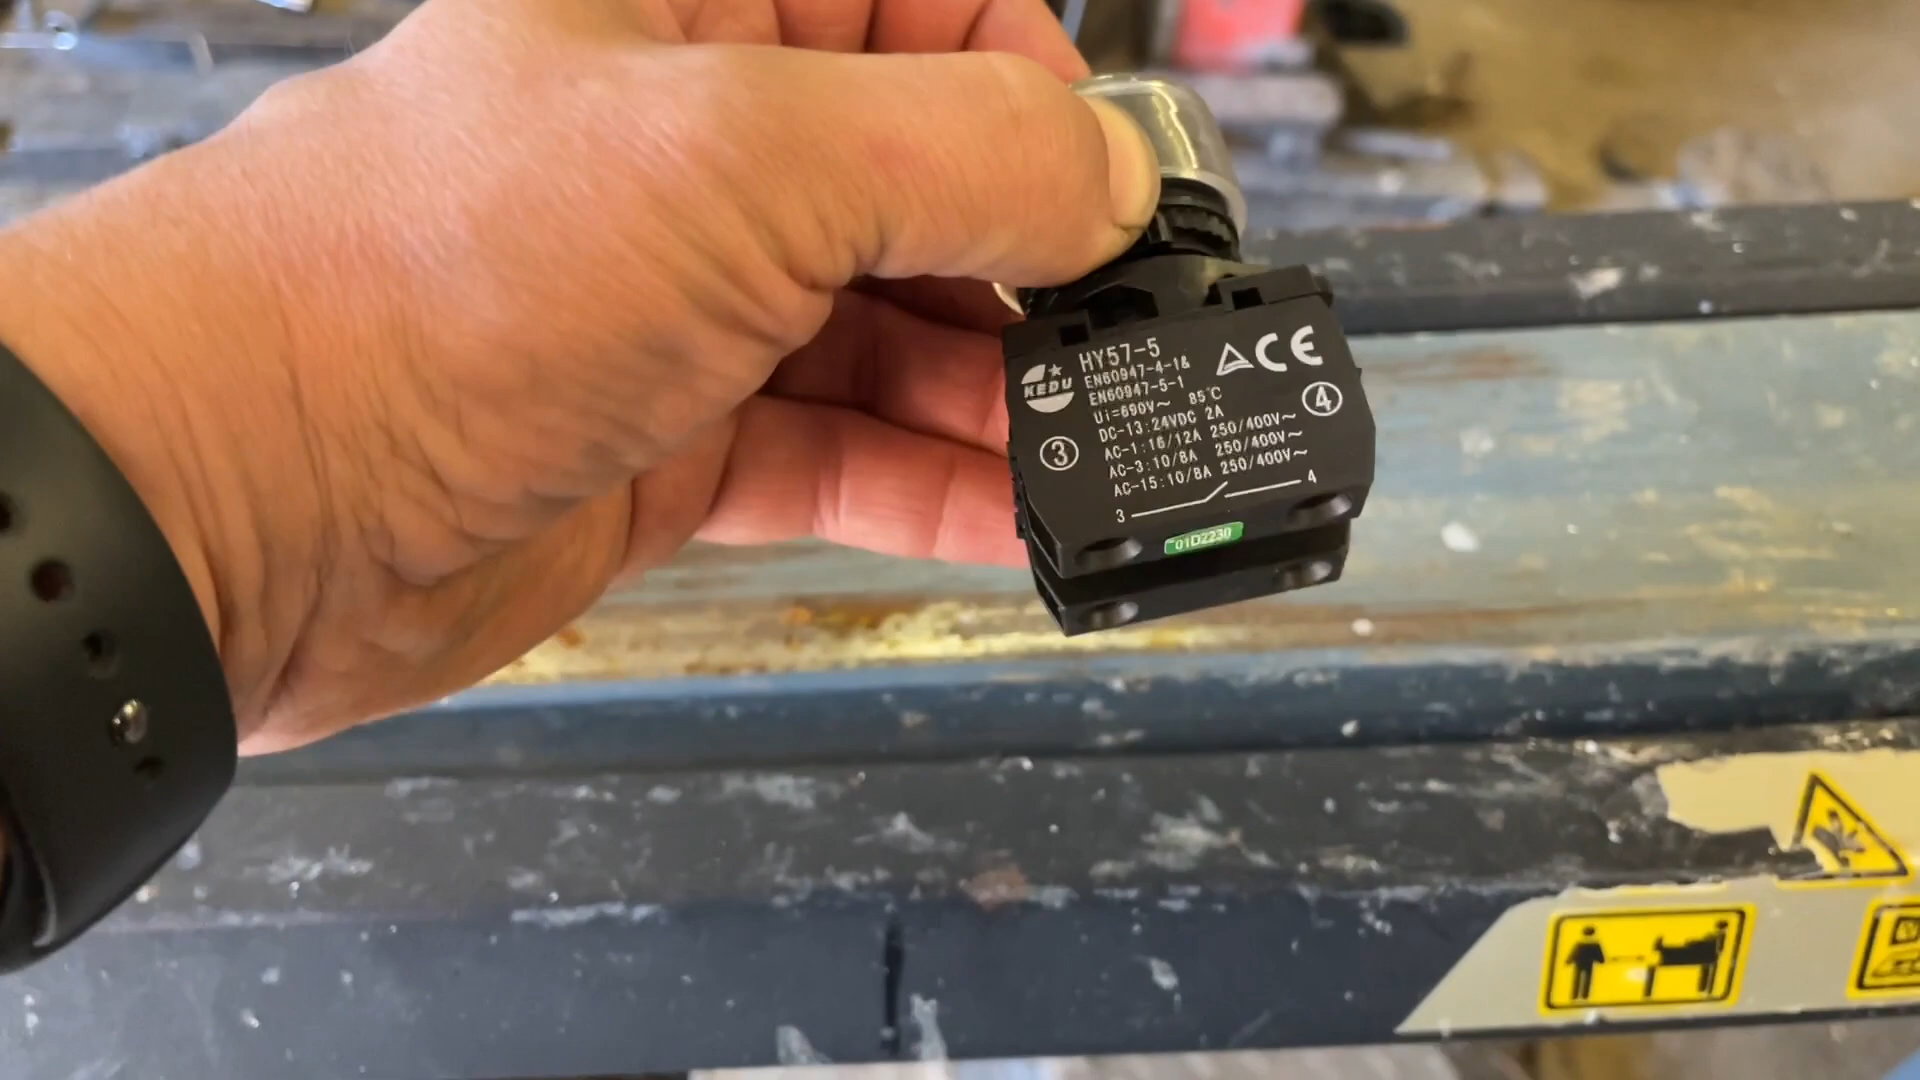 HY57-5
KEDU
EN60947-4-1&
EN60947-5-1
Ui=690V~ 85℃
DC-13:24VDC 2A
AC-1:16/12A 250/400V~
AC-3:10/8A 250/400V~
AC-15:10/8A 250/400V~
CE
③
④
3
4
01D2230